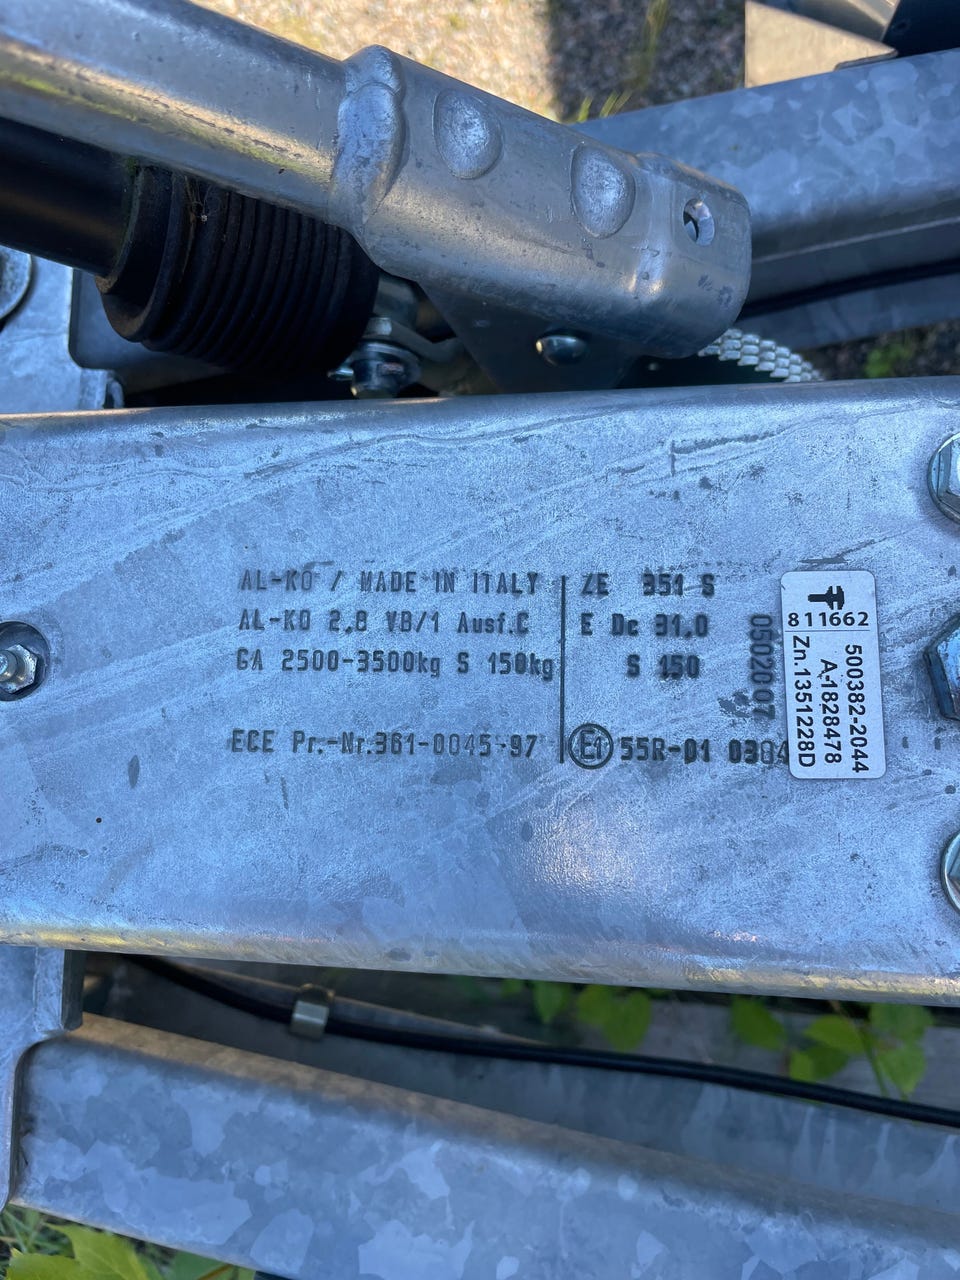 AL-KO / MADE IN ITALY
AL-KO 2,8 VB/1 Ausf.C
GA 2500-3500kg S 150kg
ECE Pr.-Nr.361-0045-97
ZE 351 S
E Dc 31,0
S 150
E1 55R-01 0384
0502007
811662
500382-2044
A-1828478
Zn.1351228D